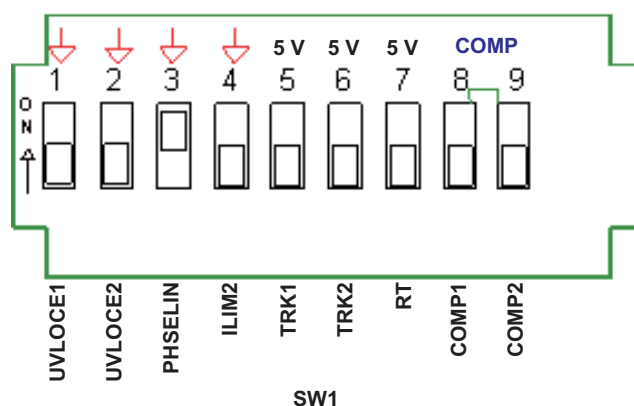 5 V 5 V 5 V COMP
1 2 3 4 5 6 7 8 9
ON
UVLOCE1
UVLOCE2
PHSELIN
ILIM2
TRK1
TRK2
RT
COMP1
COMP2
SW1